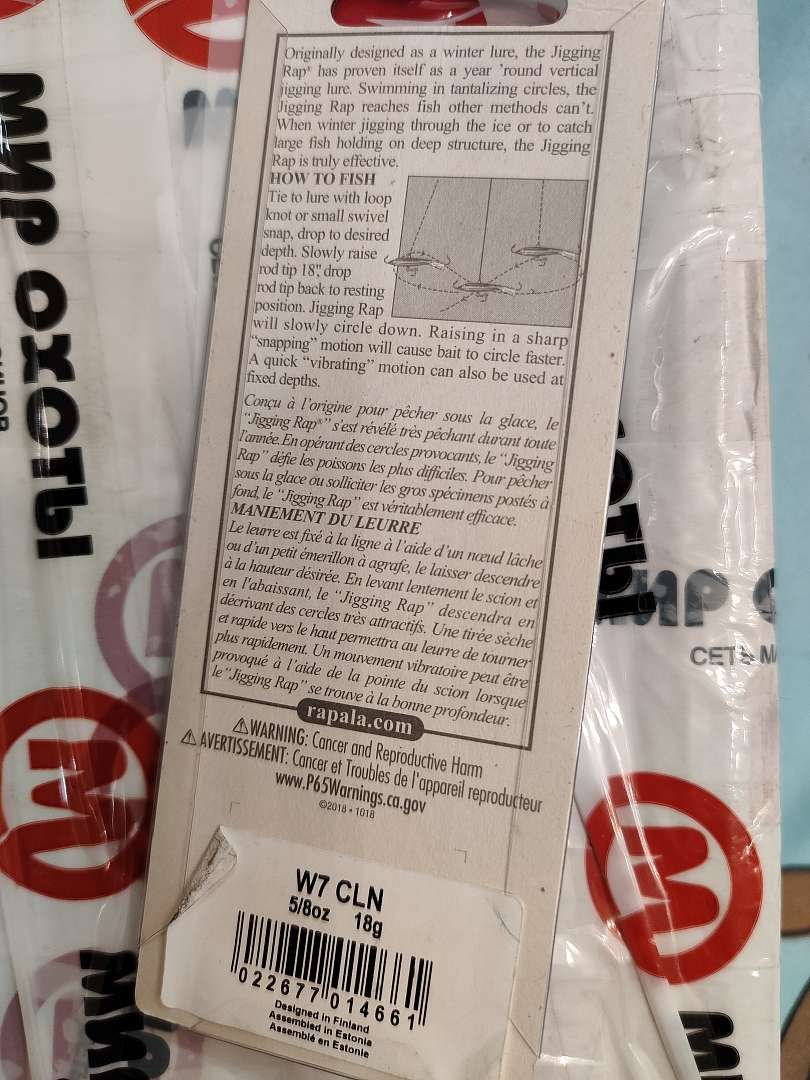 Originally designed as a winter lure, the Jigging
Rap® has proven itself as a year ’round vertical
jigging lure. Swimming in tantalizing circles, the
Jigging Rap reaches fish other methods can’t.
When winter jigging through the ice or to catch
large fish holding on deep structure, the Jigging
Rap is truly effective.
HOW TO FISH
Tie to lure with loop
knot or small swivel
snap, drop to desired
depth. Slowly raise
rod tip 18", drop
rod tip back to resting
position. Jigging Rap
will slowly circle down. Raising in a sharp
“snapping” motion will cause bait to circle faster.
A quick “vibrating” motion can also be used at
fixed depths.
Conçu à l'origine pour pêcher sous la glace, le
“Jigging Rap®” s'est révélé très pêchant durant toute
l'année. En opérant des cercles provocants, le “Jigging
Rap” défie les poissons les plus difficiles. Pour pêcher
sous la glace ou solliciter les gros spécimens postés à
fond, le “Jigging Rap” est véritablement efficace.
MANIEMENT DU LEURRE
Le leurre est fixé à la ligne à l'aide d'un nœud lâche
ou d'un petit émerillon à agrafe, le laisser descendre
à la hauteur désirée. En levant lentement le scion et
en l'abaissant, le “Jigging Rap” descendra en
décrivant des cercles très attractifs. Une tirée sèche
et rapide vers le haut permettra au leurre de tourner
plus rapidement. Un mouvement vibratoire peut être
provoqué à l'aide de la pointe du scion lorsque
le “Jigging Rap” se trouve à la bonne profondeur.
rapala.com
⚠WARNING: Cancer and Reproductive Harm
⚠AVERTISSEMENT: Cancer et Troubles de l'appareil reproducteur
www.P65Warnings.ca.gov
©2018 • 1018
W7 CLN
5/8oz 18g
022677 014661
Designed in Finland
Assembled in Estonia
Assemblé en Estonie
МИР ОХОТЫ
СЕТЬ М